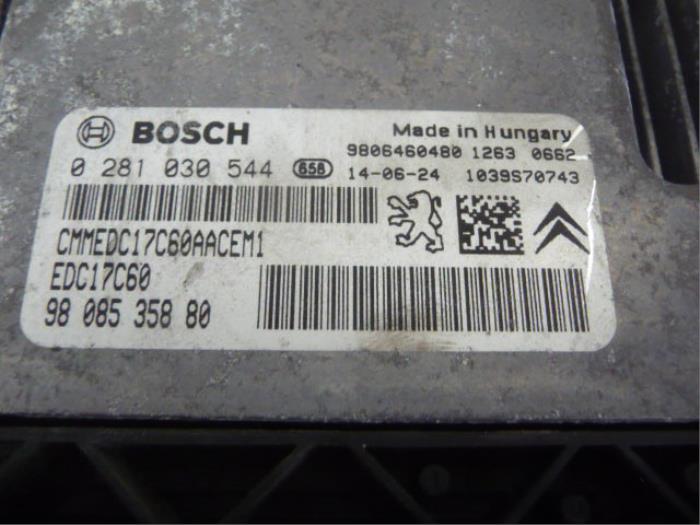 BOSCH
Made in Hungary
9806460480 1263 0662
0 281 030 544 658 14-06-24 1039S70743
CMMEDC17C60AACEM1
EDC17C60
98 085 358 80